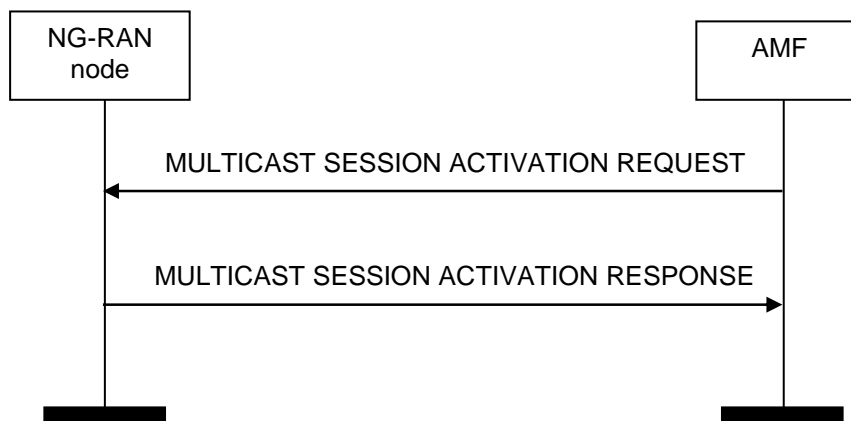 NG-RAN
node
AMF
MULTICAST SESSION ACTIVATION REQUEST
MULTICAST SESSION ACTIVATION RESPONSE